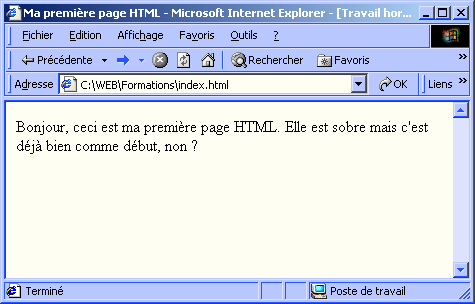 Ma première page HTML - Microsoft Internet Explorer - [Travail hor...
Fichier Edition Affichage Favoris Outils ?
Précédente Rechercher Favoris
Adresse C:\WEB\Formations\index.html OK Liens
Bonjour, ceci est ma première page HTML. Elle est sobre mais c'est
déjà bien comme début, non ?
Terminé Poste de travail